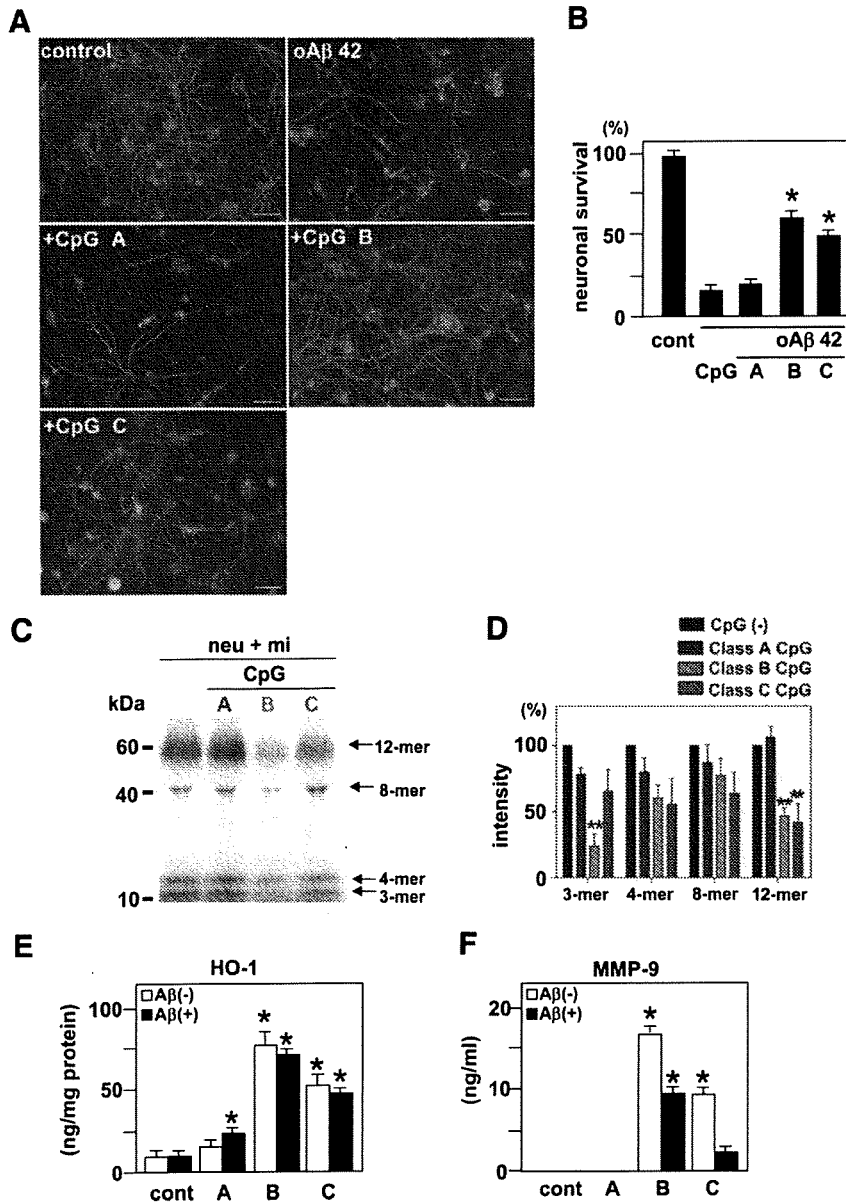 A
control
oAβ 42
+CpG A
+CpG B
+CpG C
B
(%)
neuronal survival
100
50
0
*
*
cont
oAβ 42
CpG A B C
C
neu + mi
CpG
kDa
A B C
60
40
10
12-mer
8-mer
4-mer
3-mer
D
CpG (-)
Class A CpG
Class B CpG
Class C CpG
(%)
intensity
100
50
0
**
**
**
3-mer 4-mer 8-mer 12-mer
E
HO-1
Aβ(-)
Aβ(+)
(ng/mg protein)
100
50
0
*
*
*
*
*
cont A B C
F
MMP-9
Aβ(-)
Aβ(+)
(ng/ml)
20
10
0
*
*
*
cont A B C